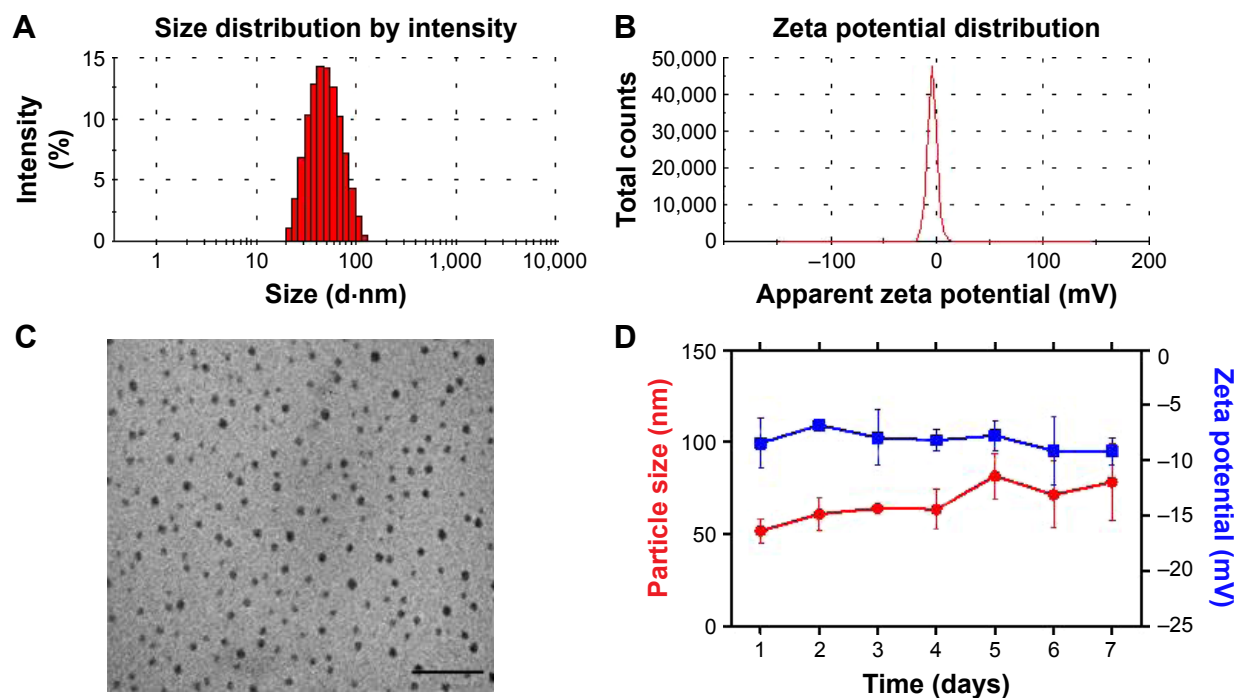 A
Size distribution by intensity
15
10
5
0
Intensity
(%)
1
10
100
1,000
10,000
Size (d·nm)
B
Zeta potential distribution
50,000
40,000
30,000
20,000
10,000
0
Total counts
–100
0
100
200
Apparent zeta potential (mV)
C
D
150
100
50
0
Particle size (nm)
0
–5
–10
–15
–20
–25
Zeta potential (mV)
1 2 3 4 5 6 7
Time (days)